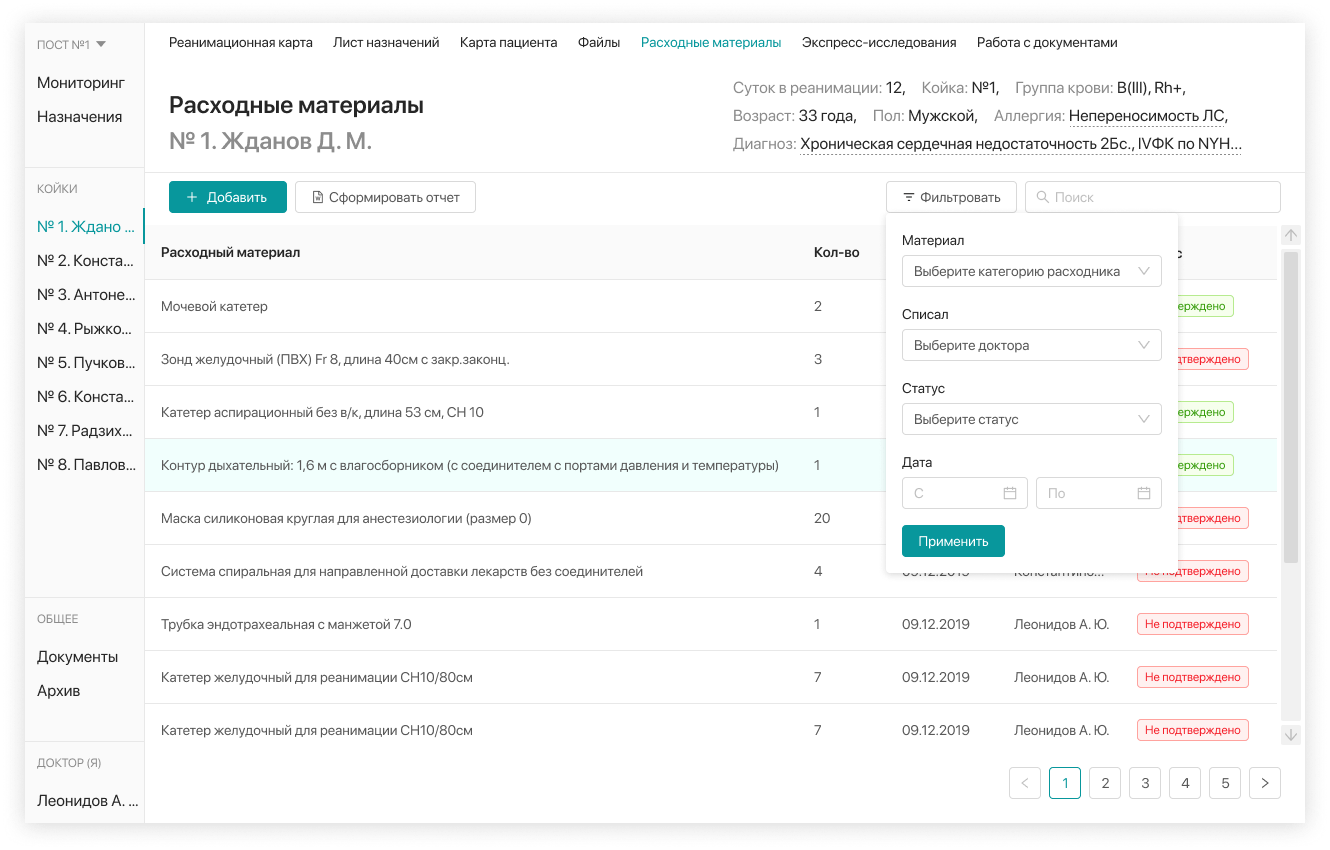 ПОСТ №1
Мониторинг
Назначения
КОЙКИ
№ 1. Ждано ...
№ 2. Конста...
№ 3. Антоне...
№ 4. Рыжко...
№ 5. Пучков...
№ 6. Конста...
№ 7. Радзих...
№ 8. Павлов...
ОБЩЕЕ
Документы
Архив
ДОКТОР (Я)
Леонидов А. ...
Реанимационная карта Лист назначений Карта пациента Файлы Расходные материалы Экспресс-исследования Работа с документами
Расходные материалы
№ 1. Жданов Д. М.
Суток в реанимации: 12, Койка: №1, Группа крови: B(III), Rh+,
Возраст: 33 года, Пол: Мужской, Аллергия: Непереносимость ЛС,
Диагноз: Хроническая сердечная недостаточность 2Бс., IVФК по NYH...
+ Добавить Сформировать отчет Фильтровать Поиск
Расходный материал Кол-во
Мочевой катетер 2
Зонд желудочный (ПВХ) Fr 8, длина 40см с закр.законц. 3
Катетер аспирационный без в/к, длина 53 см, CH 10 1
Контур дыхательный: 1,6 м с влагосборником (с соединителем с портами давления и температуры) 1
Маска силиконовая круглая для анестезиологии (размер 0) 20
Система спиральная для направленной доставки лекарств без соединителей 4 09.12.2019 Константино... Не подтверждено
Трубка эндотрахеальная с манжетой 7.0 1 09.12.2019 Леонидов А. Ю. Не подтверждено
Катетер желудочный для реанимации CH10/80см 7 09.12.2019 Леонидов А. Ю. Не подтверждено
Катетер желудочный для реанимации CH10/80см 7 09.12.2019 Леонидов А. Ю. Не подтверждено
Материал
Выберите категорию расходника
Списал
Выберите доктора
Статус
Выберите статус
Дата
С По
Применить
с
ерждено
дтверждено
ерждено
ерждено
дтверждено
< 1 2 3 4 5 >